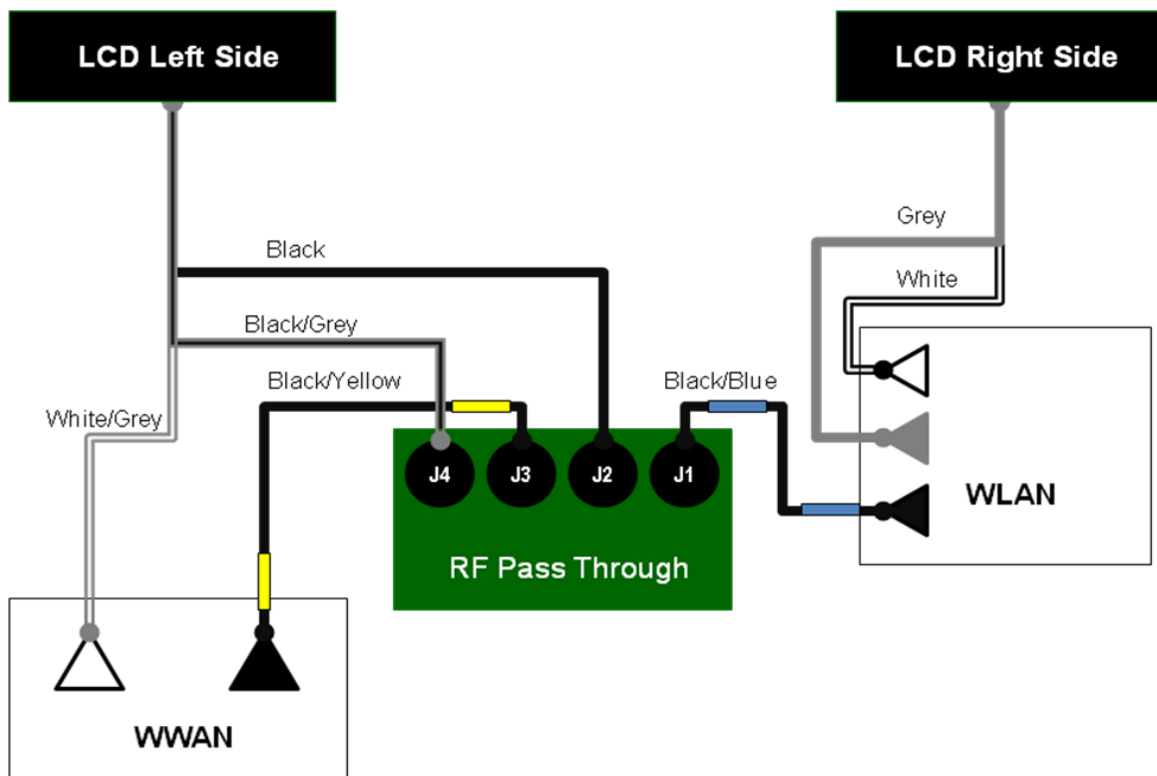 LCD Left Side
LCD Right Side
Grey
Black
White
Black/Grey
Black/Yellow
Black/Blue
White/Grey
J4
J3
J2
J1
WLAN
RF Pass Through
WWAN